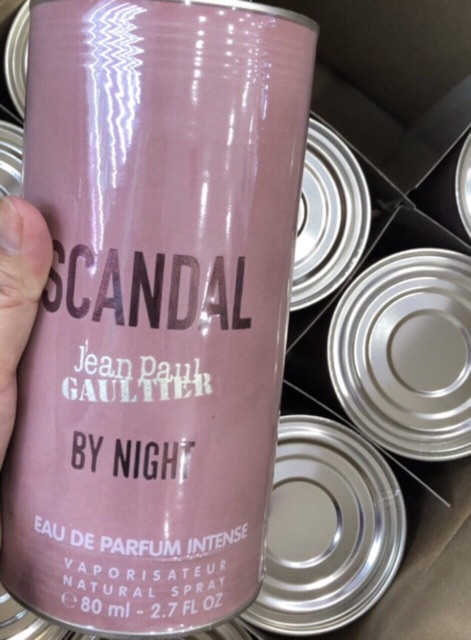 SCANDAL
Jean Paul
GAULTIER
BY NIGHT
EAU DE PARFUM INTENSE
VAPORISATEUR
NATURAL SPRAY
℮ 80 ml - 2.7 FL OZ